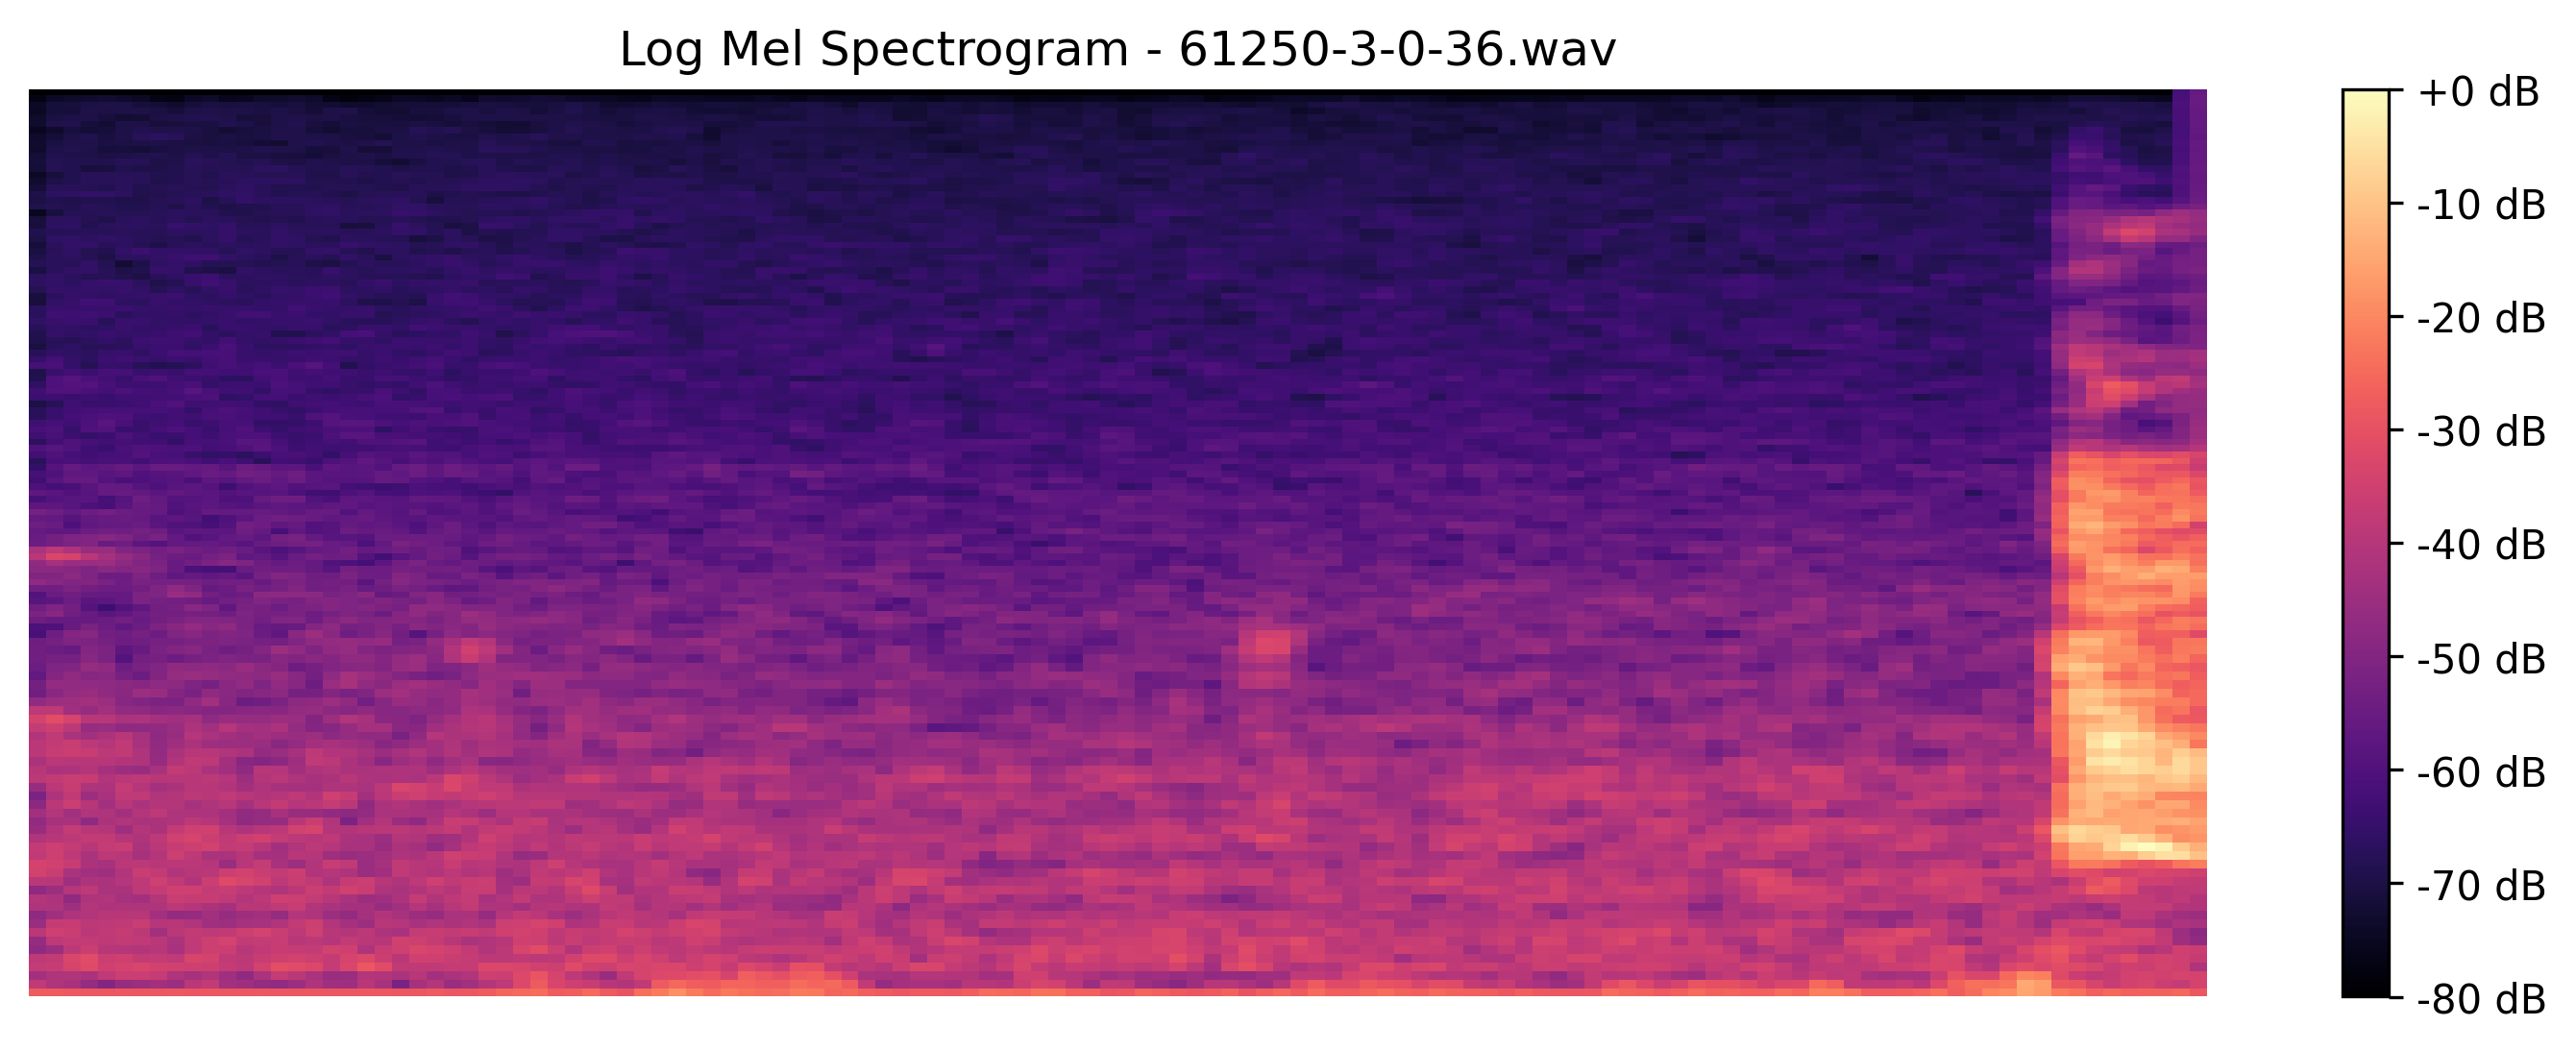 Log Mel Spectrogram - 61250-3-0-36.wav
+0 dB
-10 dB
-20 dB
-30 dB
-40 dB
-50 dB
-60 dB
-70 dB
-80 dB